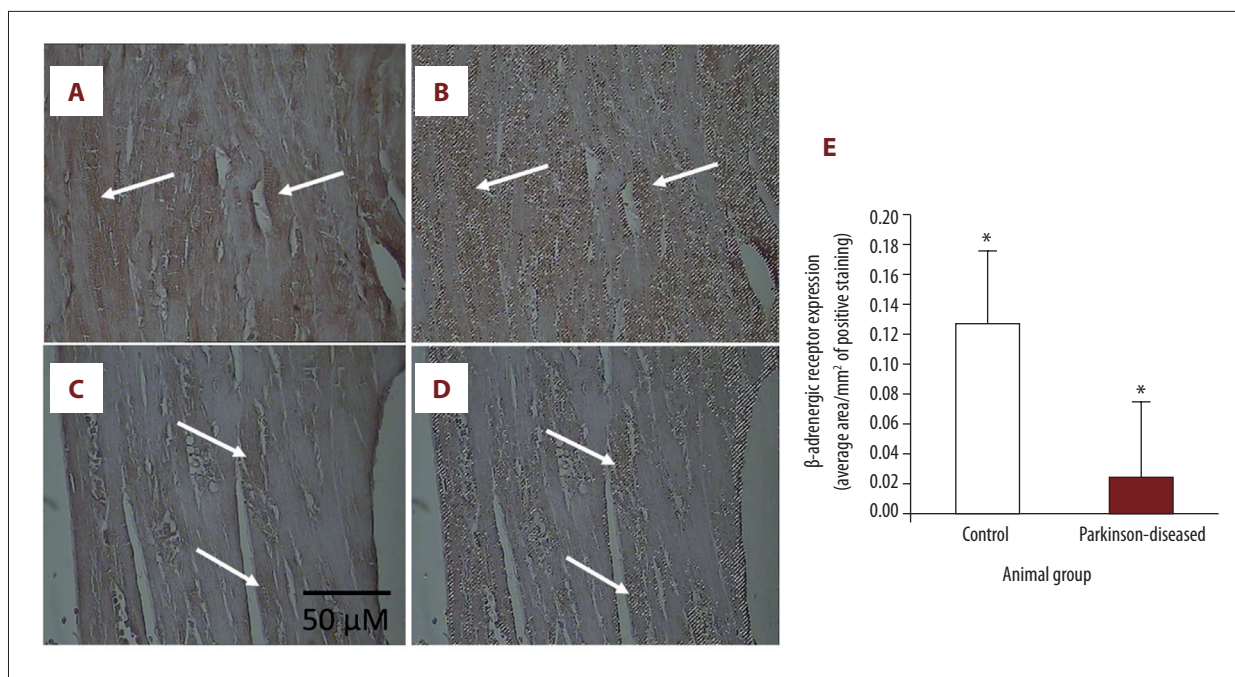 A
B
C
D
50 µM
E
β-adrenergic receptor expression
(average area/mm² of positive staining)
0.20
0.18
0.16
0.14
0.12
0.10
0.08
0.06
0.04
0.02
0.00
*
*
Control
Parkinson-diseased
Animal group